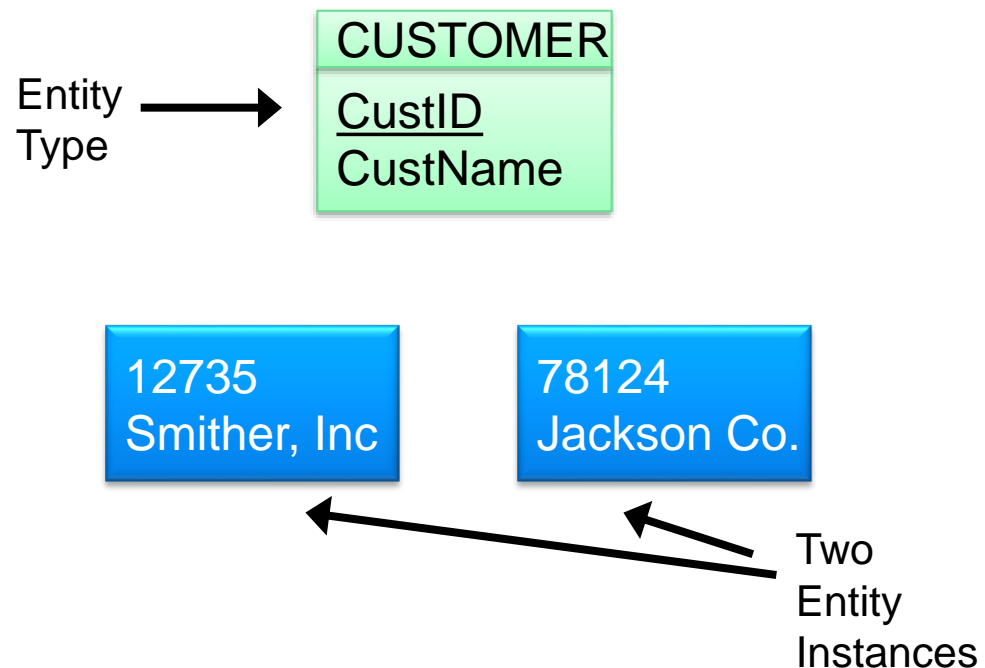 CUSTOMER
Entity
Type
CustID
CustName
12735
Smither, Inc
78124
Jackson Co.
Two
Entity
Instances